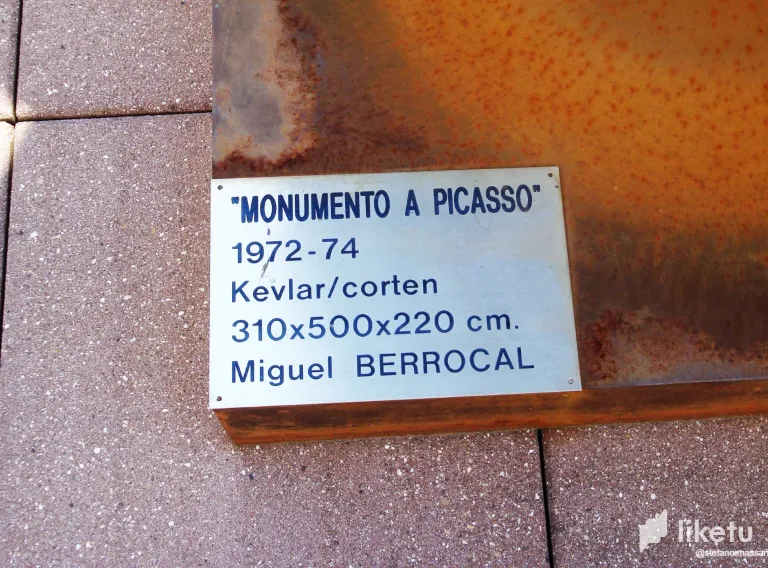 "MONUMENTO A PICASSO"
1972-74
Kevlar/corten
310x500x220 cm.
Miguel BERROCAL
liketu